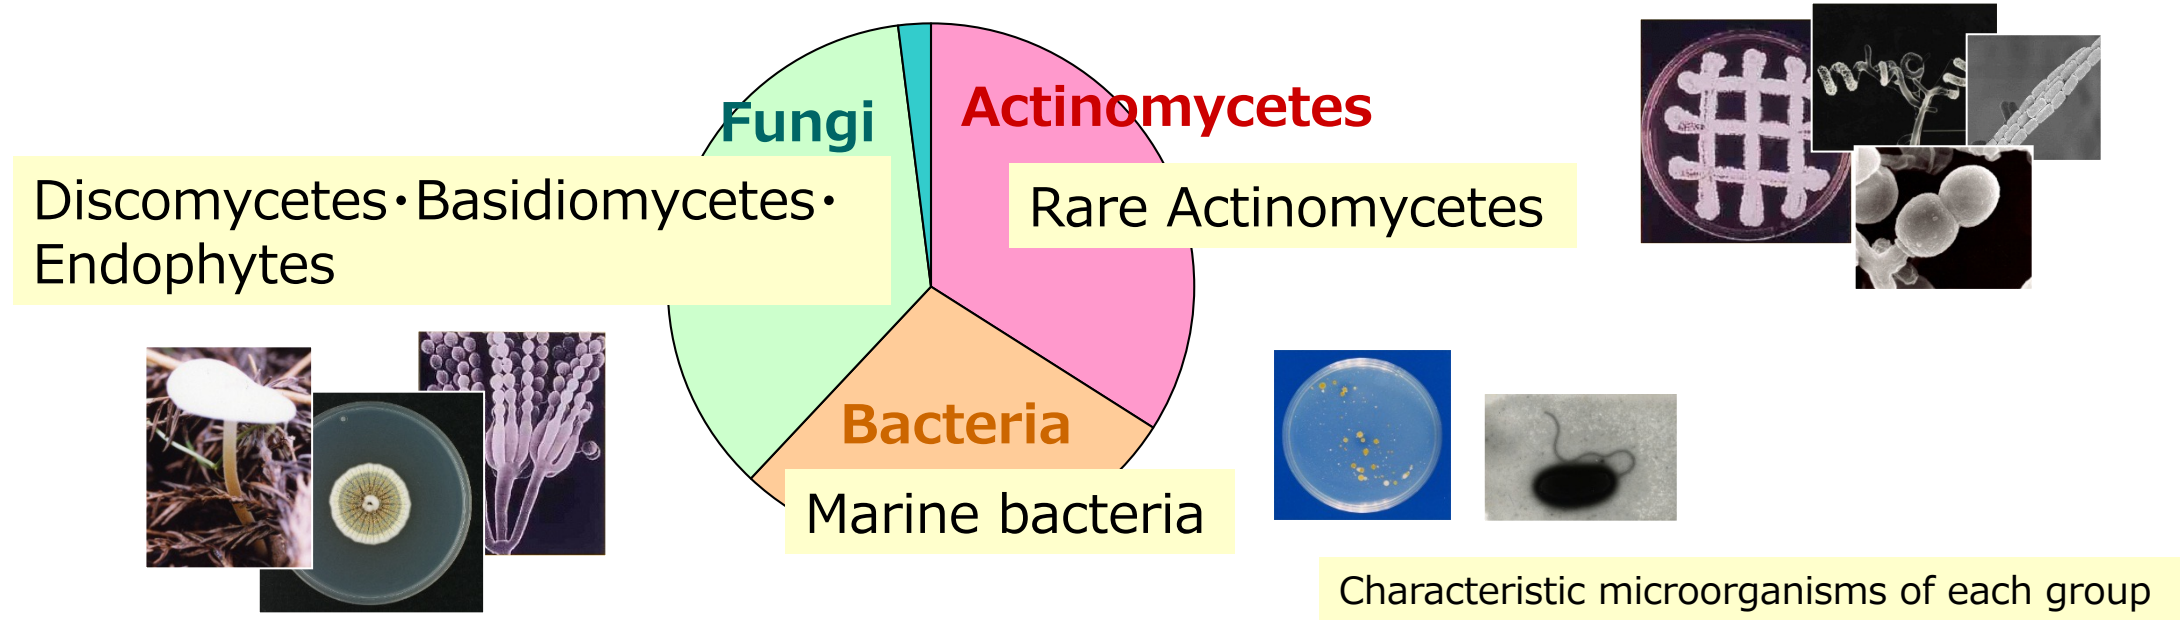 Fungi
Actinomycetes
Discomycetes・Basidiomycetes・
Endophytes
Rare Actinomycetes
Bacteria
Marine bacteria
Characteristic microorganisms of each group